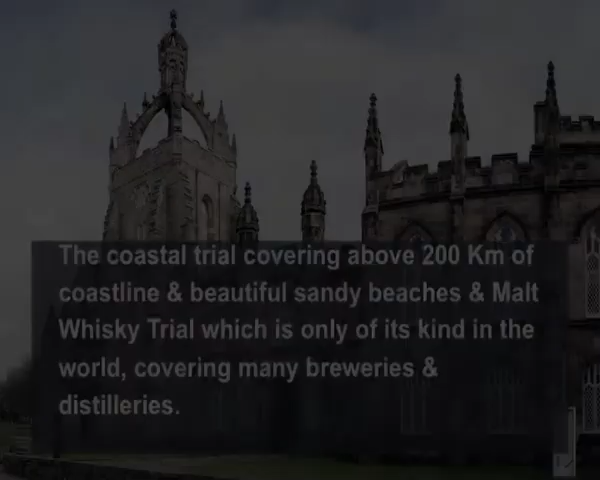 The coastal trial covering above 200 Km of
coastline & beautiful sandy beaches & Malt
Whisky Trial which is only of its kind in the
world, covering many breweries &
distilleries.